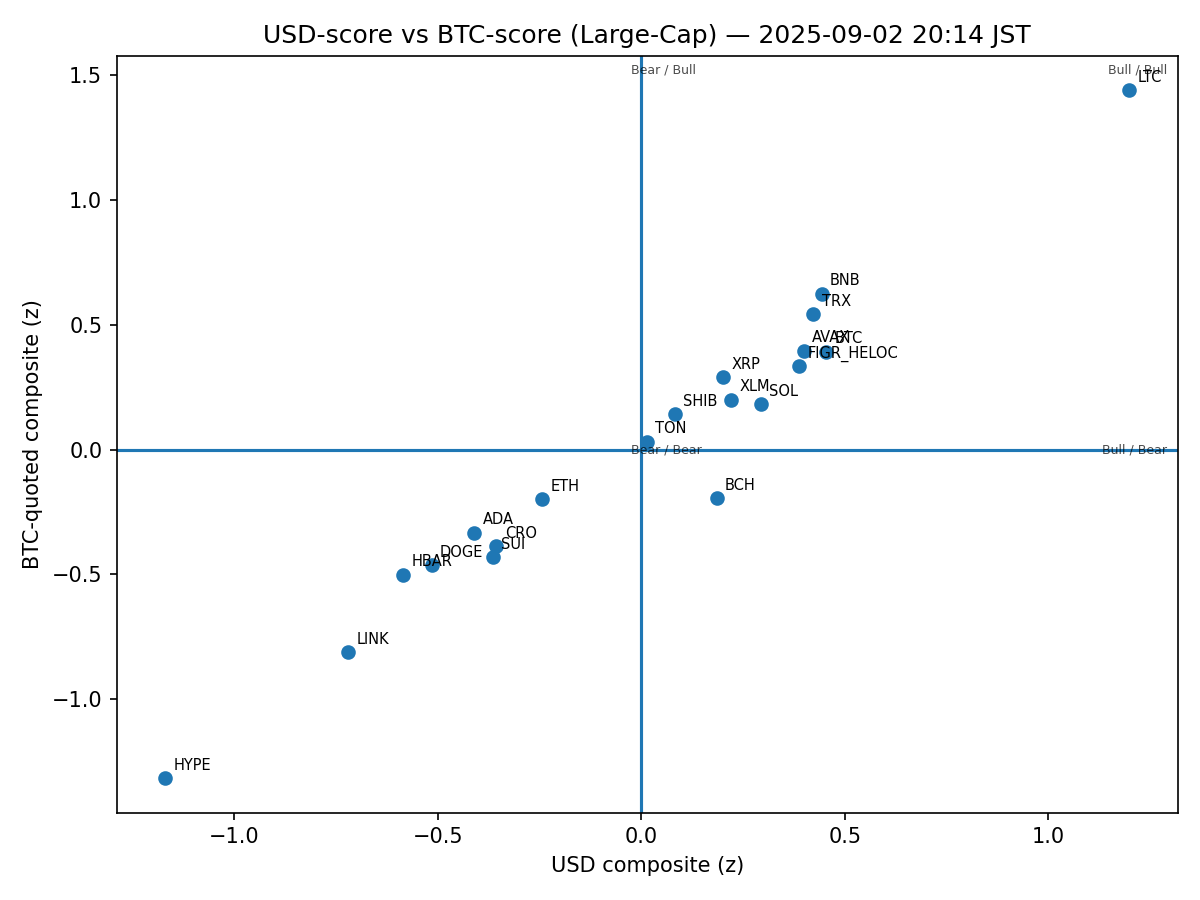 USD-score vs BTC-score (Large-Cap) — 2025-09-02 20:14 JST
Bear / Bull
Bull / Bull
LTC
BNB
TRX
AVAX
BTC
FIGR_HELOC
XRP
XLM
SOL
SHIB
TON
Bear / Bear
Bull / Bear
BCH
ETH
ADA
CRO
SUI
DOGE
HBAR
LINK
HYPE
1.5
1.0
0.5
0.0
−0.5
−1.0
BTC-quoted composite (z)
−1.0
−0.5
0.0
0.5
1.0
USD composite (z)